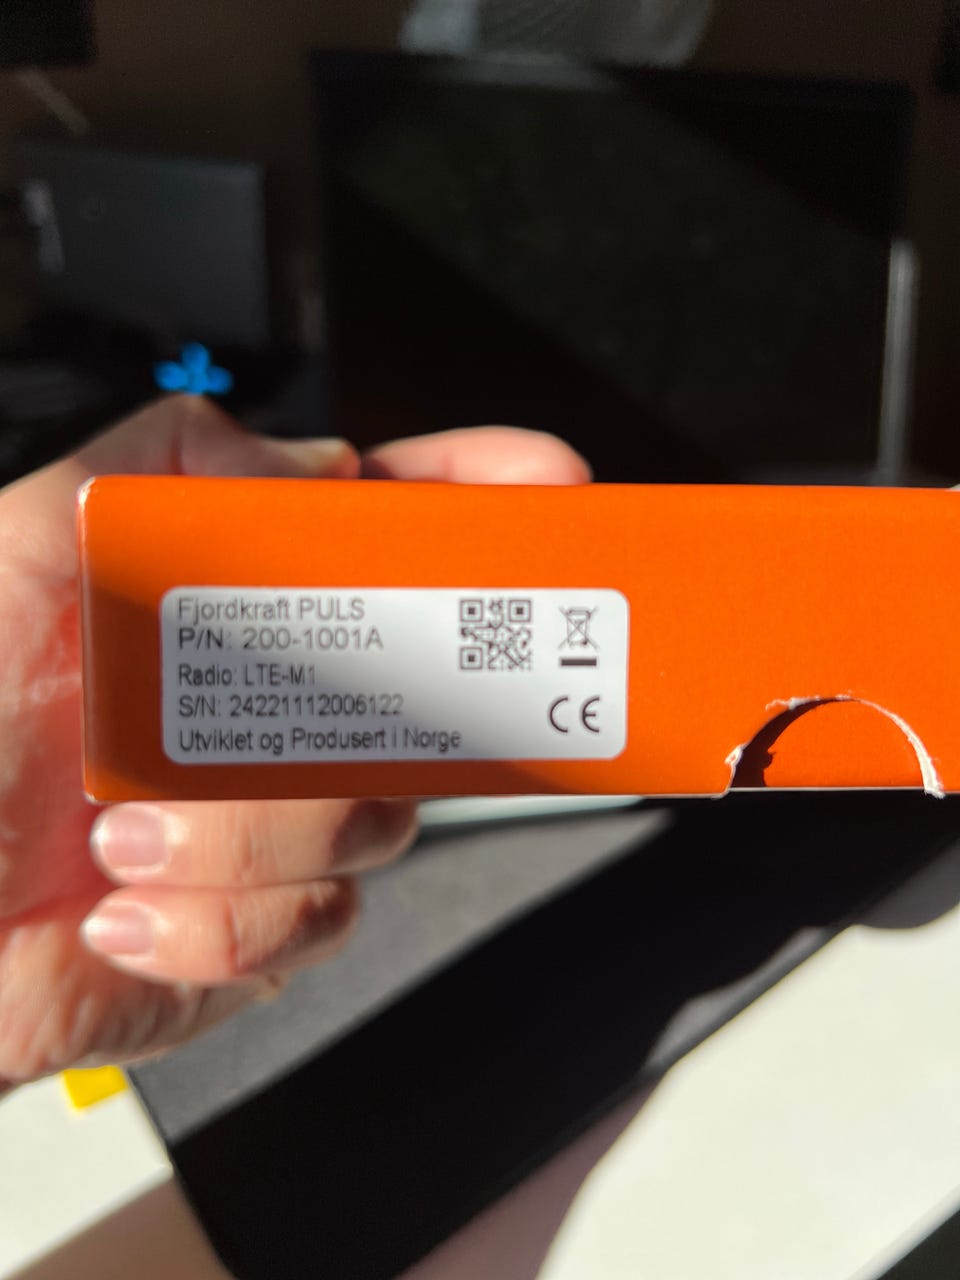 Fjordkraft PULS
P/N: 200-1001A
Radio: LTE-M1
S/N: 24221112006122
Utviklet og Produsert i Norge
CE